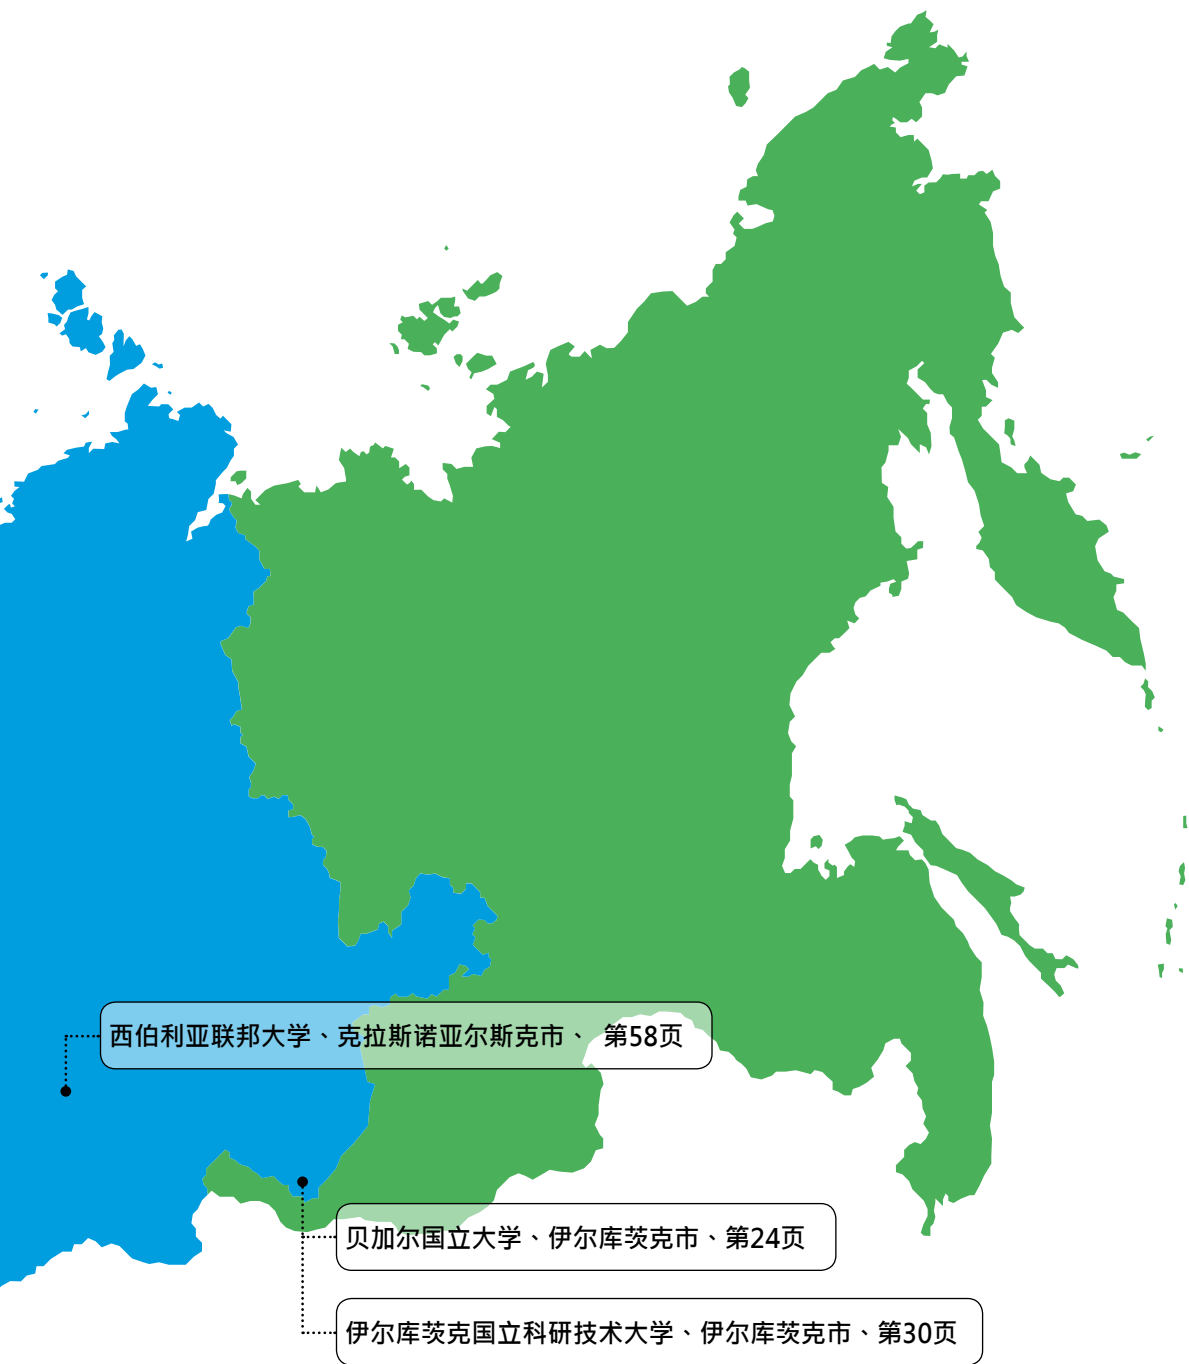 西伯利亚联邦大学、克拉斯诺亚尔斯克市、 第58页
贝加尔国立大学、伊尔库茨克市、第24页
伊尔库茨克国立科研技术大学、伊尔库茨克市、第30页